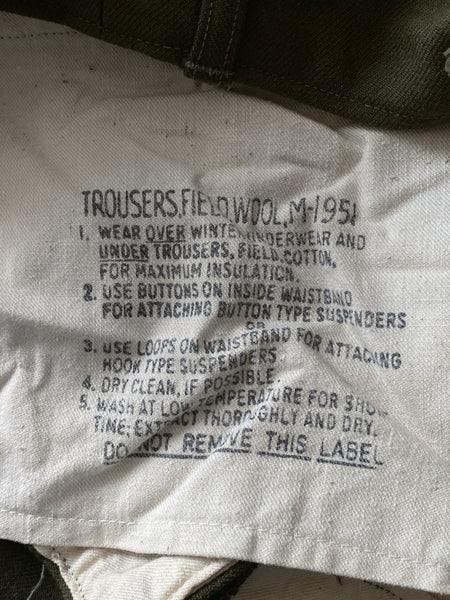 TROUSERS, FIELD, WOOL, M-1951
1. WEAR OVER WINTER UNDERWEAR AND
UNDER TROUSERS, FIELD, COTTON,
FOR MAXIMUM INSULATION.
2. USE BUTTONS ON INSIDE WAISTBAND
FOR ATTACHING BUTTON TYPE SUSPENDERS
OR
3. USE LOOPS ON WAISTBAND FOR ATTACHING
HOOK TYPE SUSPENDERS.
4. DRY CLEAN, IF POSSIBLE.
5. WASH AT LOW TEMPERATURE FOR
TIME; EXTRACT THOROUGHLY AND DRY.
DO NOT REMOVE THIS LABEL